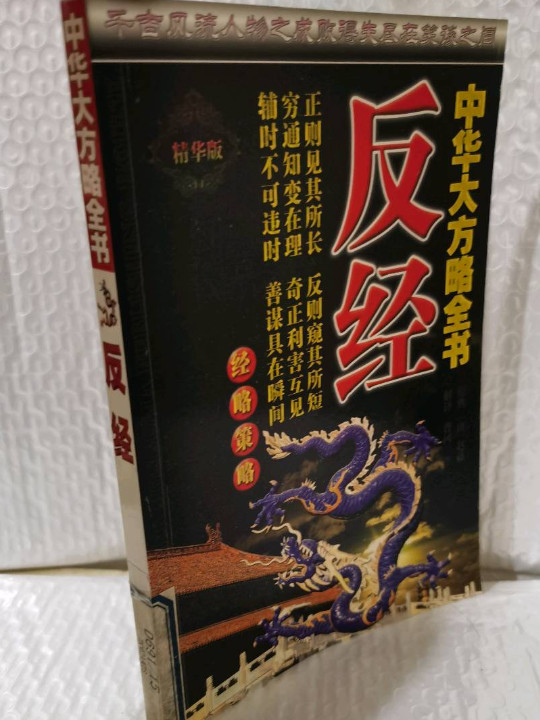 千古风流人物之成败得失尽在笑谈之间
中华大方略全书
反经
正则见其所长 反则窥其所短
穷通知变在理 奇正利害互见
辅时不可违时 善谋具在瞬间
精华版
经略策略
中华大方略全书
反经
D691.5